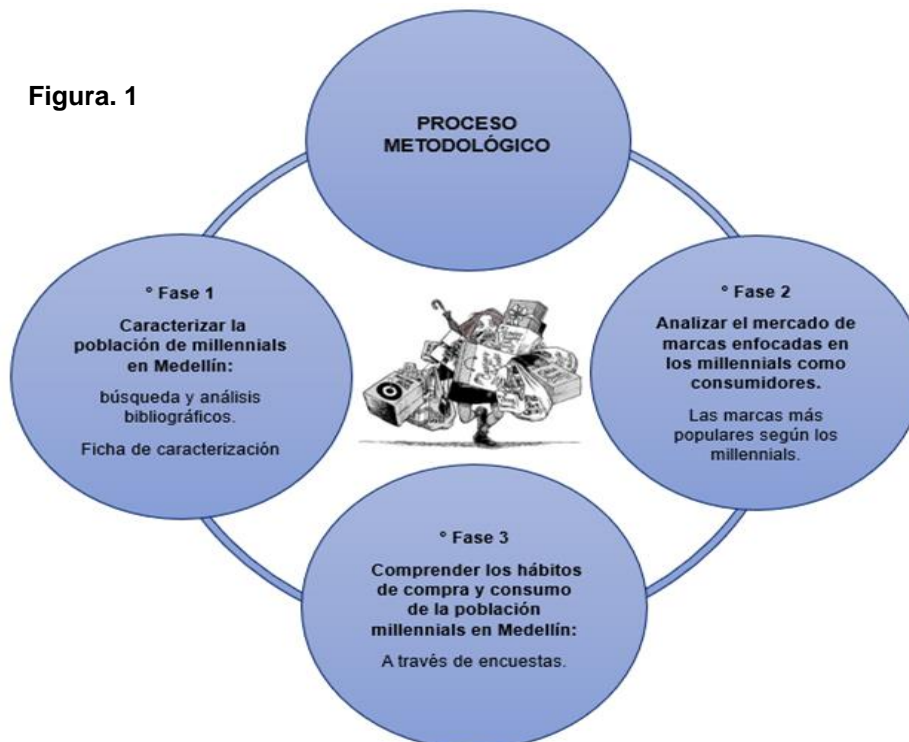 Figura. 1
PROCESO
METODOLÓGICO
° Fase 1
Caracterizar la
población de millennials
en Medellín:
búsqueda y análisis
bibliográficos.
Ficha de caracterización
° Fase 2
Analizar el mercado de
marcas enfocadas en
los millennials como
consumidores.
Las marcas más
populares según los
millennials.
° Fase 3
Comprender los hábitos
de compra y consumo
de la población
millennials en Medellín:
A través de encuestas.